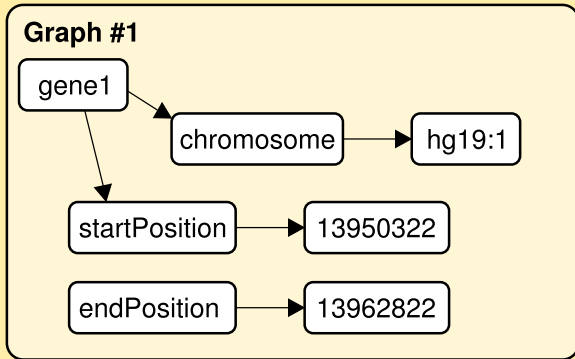 Graph #1
gene1
chromosome
hg19:1
startPosition
13950322
endPosition
13962822